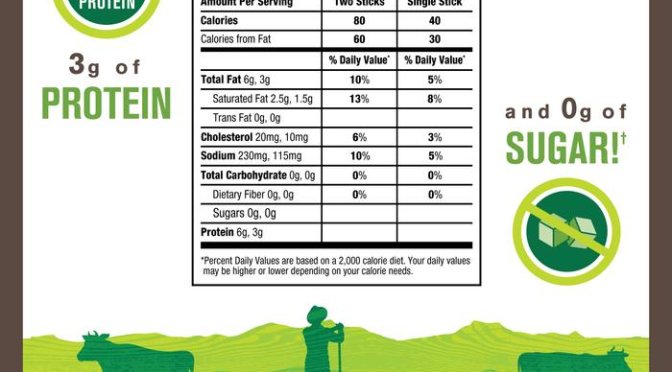 PROTEIN
3g of
PROTEIN
Amount Per Serving Two Sticks Single Stick
Calories 80 40
Calories from Fat 60 30
% Daily Value* % Daily Value*
Total Fat 6g, 3g 10% 5%
Saturated Fat 2.5g, 1.5g 13% 8%
Trans Fat 0g, 0g
Cholesterol 20mg, 10mg 6% 3%
Sodium 230mg, 115mg 10% 5%
Total Carbohydrate 0g, 0g 0% 0%
Dietary Fiber 0g, 0g 0% 0%
Sugars 0g, 0g
Protein 6g, 3g
*Percent Daily Values are based on a 2,000 calorie diet. Your daily values
may be higher or lower depending on your calorie needs.
and 0g of
SUGAR!†